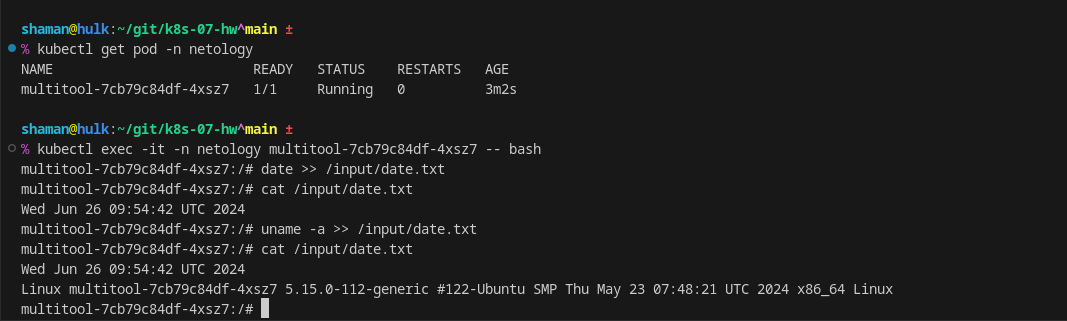 shaman@hulk:~/git/k8s-07-hw^main ±
% kubectl get pod -n netology
NAME                         READY   STATUS    RESTARTS   AGE
multitool-7cb79c84df-4xsz7   1/1     Running   0          3m2s
shaman@hulk:~/git/k8s-07-hw^main ±
% kubectl exec -it -n netology multitool-7cb79c84df-4xsz7 -- bash
multitool-7cb79c84df-4xsz7:/# date >> /input/date.txt
multitool-7cb79c84df-4xsz7:/# cat /input/date.txt
Wed Jun 26 09:54:42 UTC 2024
multitool-7cb79c84df-4xsz7:/# uname -a >> /input/date.txt
multitool-7cb79c84df-4xsz7:/# cat /input/date.txt
Wed Jun 26 09:54:42 UTC 2024
Linux multitool-7cb79c84df-4xsz7 5.15.0-112-generic #122-Ubuntu SMP Thu May 23 07:48:21 UTC 2024 x86_64 Linux
multitool-7cb79c84df-4xsz7:/#